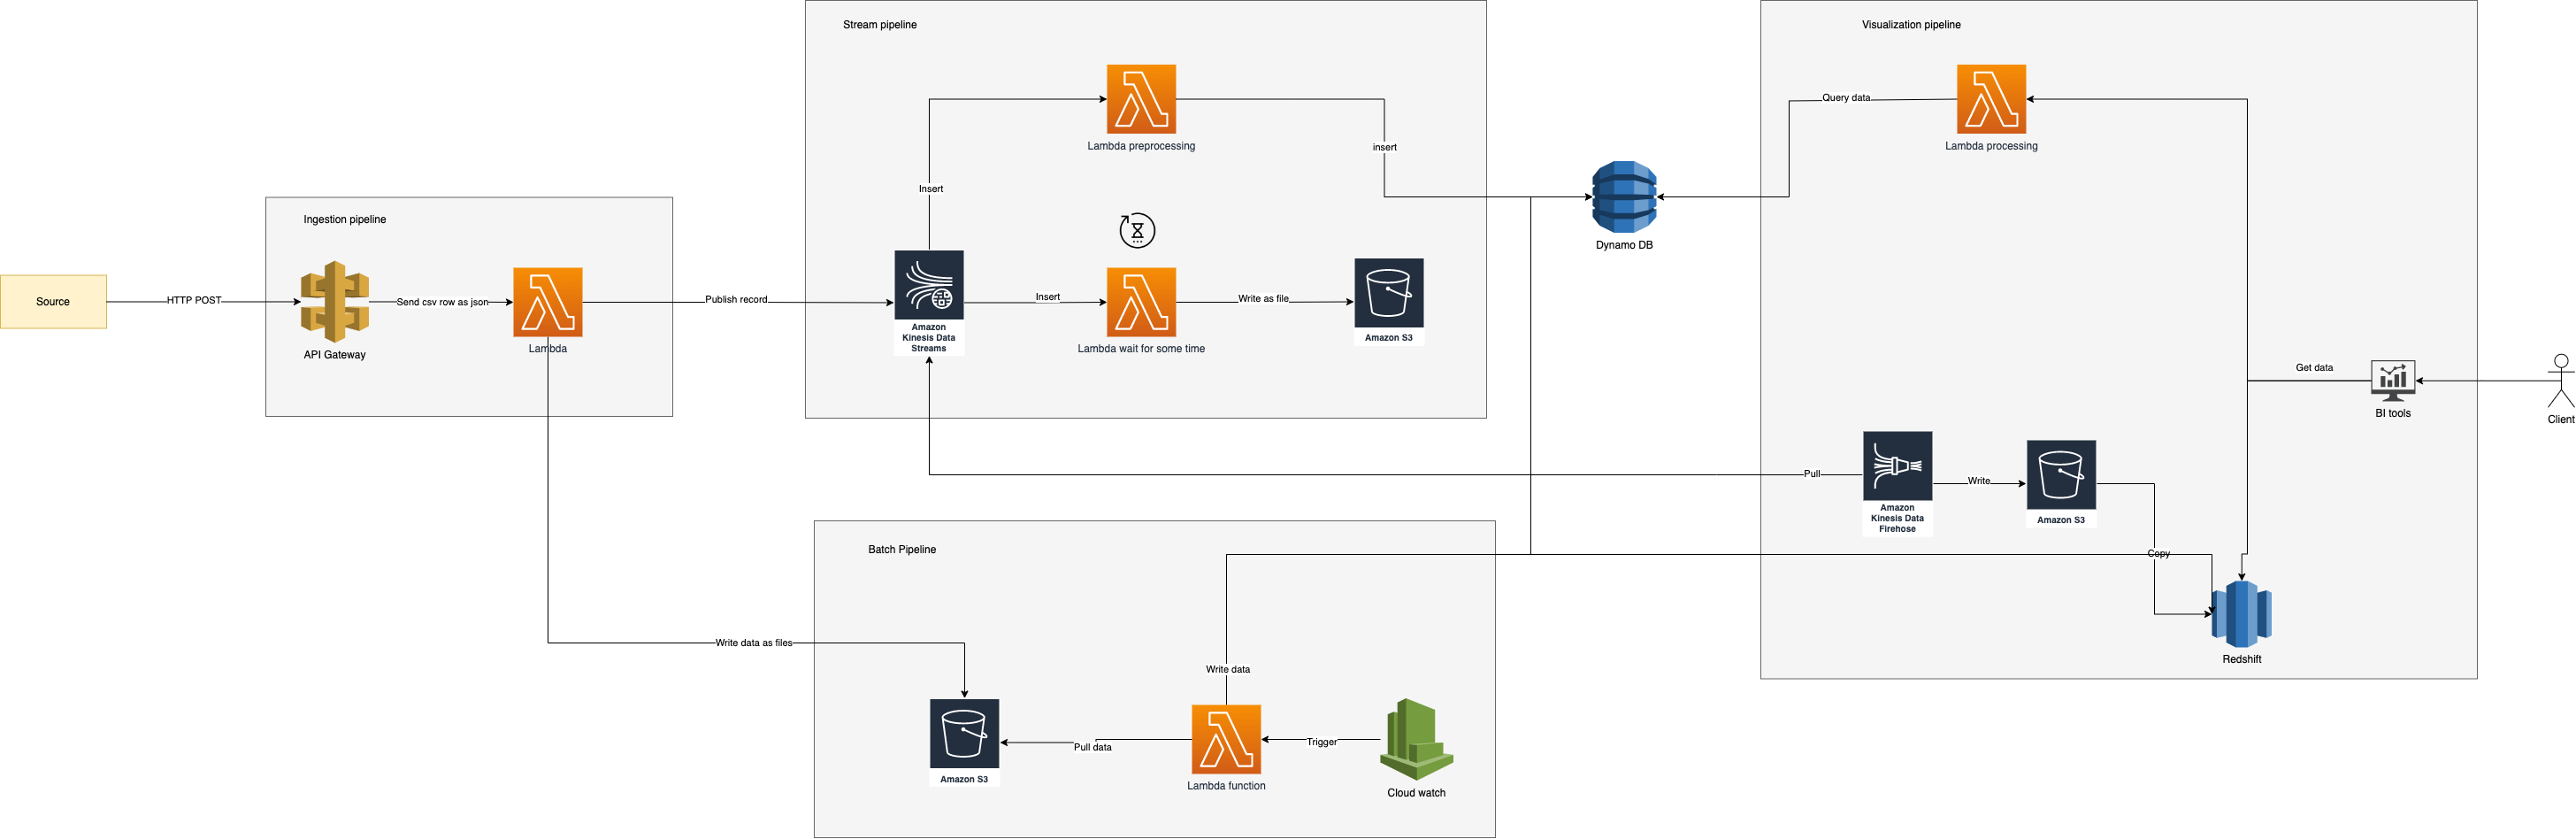 Stream pipeline
Visualization pipeline
Query data
Lambda preprocessing
insert
Lambda processing
Insert
Ingestion pipeline
Dynamo DB
Source
HTTP POST
Send csv row as json
Publish record
Insert
Write as file
Amazon
Kinesis Data
Streams
Amazon S3
API Gateway
Lambda
Lambda wait for some time
Get data
BI tools
Client
Pull
Write
Amazon
Kinesis Data
Firehose
Amazon S3
Batch Pipeline
Copy
Write data as files
Write data
Redshift
Pull data
Trigger
Amazon S3
Lambda function
Cloud watch